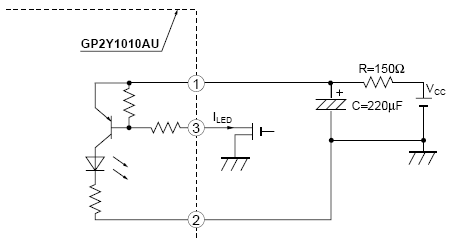 GP2Y1010AU
1
R=150Ω
+
VCC
C=220μF
3
ILED
2